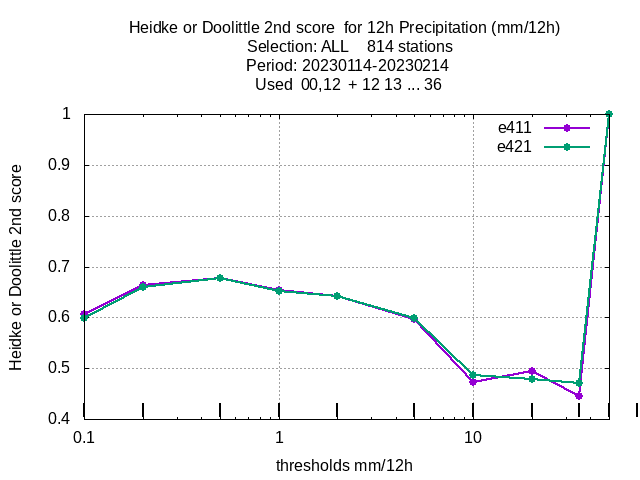 Heidke or Doolittle 2nd score  for 12h Precipitation (mm/12h)
Selection: ALL    814 stations
Period: 20230114-20230214
Used  00,12  + 12 13 ... 36
e411
e421
1
0.9
0.8
0.7
0.6
0.5
0.4
Heidke or Doolittle 2nd score
0.1 1 10
thresholds mm/12h